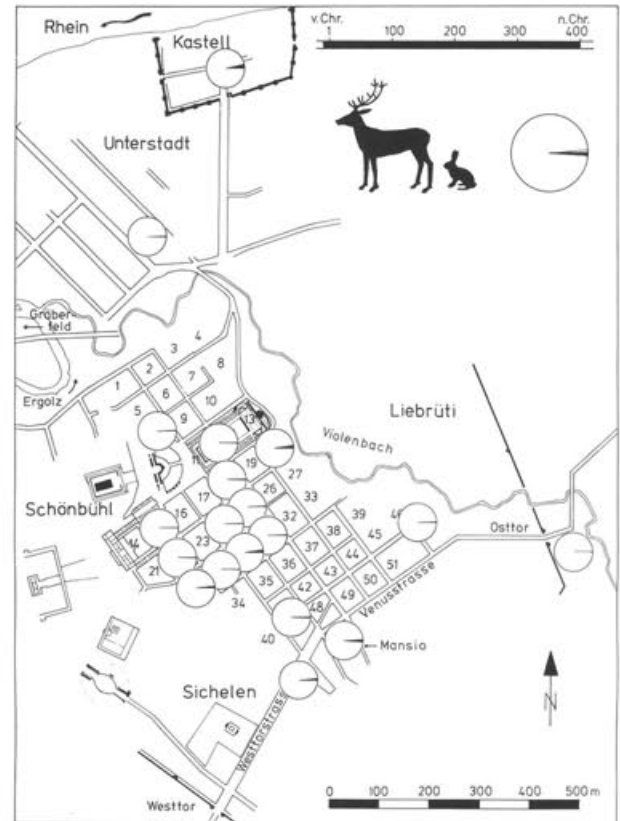 v. Chr.
n. Chr.
1 100 200 300 400
Rhein
Kastell
Unterstadt
Gräber-
feld
Ergolz
1 2 3 4
5 6 7 8
9 10
Liebrüti
Violenbach
Schönbühl
16 17 19 27
14 21 23 26 32 33
34 35 36 37 38 39
40 42 43 44 45
48 49 50 51
Osttor
Venusstrasse
Mansio
Sichelen
Westtorstrasse
N
Westtor
0 100 200 300 400 500 m